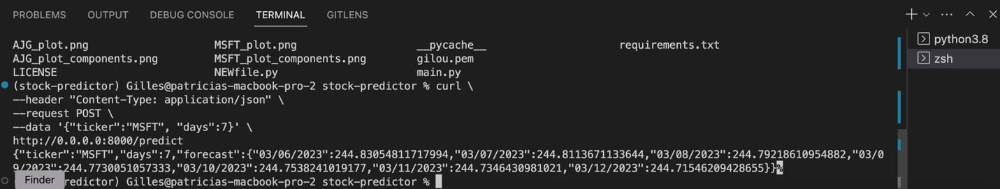 PROBLEMS OUTPUT DEBUG CONSOLE TERMINAL GITLENS
AJG_plot.png MSFT_plot.png __pycache__ requirements.txt
python3.8
AJG_plot_components.png MSFT_plot_components.png gilou.pem
zsh
LICENSE NEWfile.py main.py
(stock-predictor) Gilles@patricias-macbook-pro-2 stock-predictor % curl \
--header "Content-Type: application/json" \
--request POST \
--data '{"ticker":"MSFT", "days":7}' \
http://0.0.0.0:8000/predict
{"ticker":"MSFT","days":7,"forecast":{"03/06/2023":244.83054811717994,"03/07/2023":244.8113671133644,"03/08/2023":244.79218610954882,"03/0
9/2023":244.7730051057333,"03/10/2023":244.7538241019177,"03/11/2023":244.7346430981021,"03/12/2023":244.71546209428655}}%
Finder Gilles@patricias-macbook-pro-2 stock-predictor %